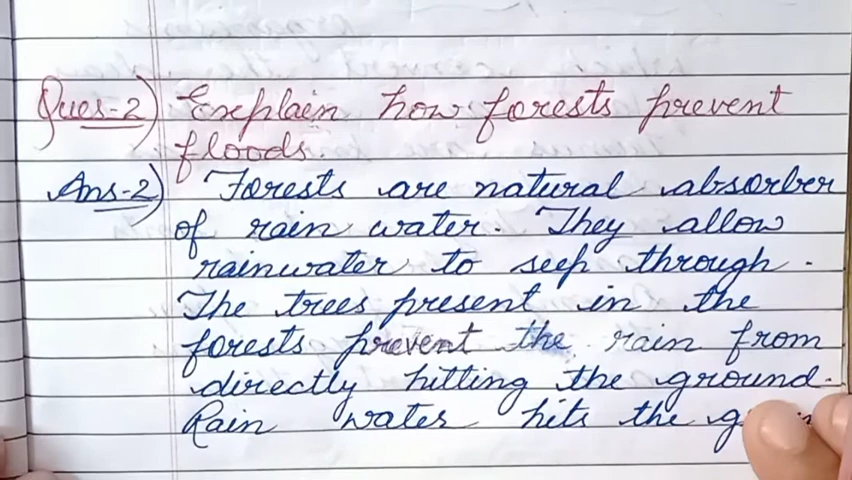 Ques-2) Explain how forests prevent
floods.
Ans-2) Forests are natural absorber
of rain water. They allow
rainwater to seep through.
The trees present in the
forests prevent the rain from
directly hitting the ground.
Rain water hits the